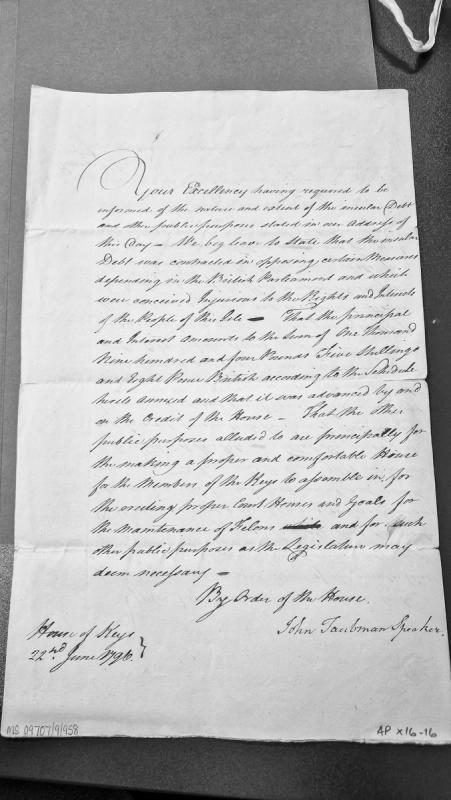 Your Excellency having required to be
informed of the nature and extent of the insular Debt
and other public purposes stated in our Address of
this Day — We beg leave to state that the insular
Debt was contracted in opposing certain Measures
depending in the British Parliament and which
were conceived Injurious to the Rights and Interests
of the People of this Isle — That the principal
and Interest amounts to the Sum of One Thousand
Nine hundred and four Pounds Five Shillings
and Eight Pence British according to the Schedule
hereto annexed and that it was advanced by and
on the Credit of the House — That the other
public purposes alluded to are principally for
the making a proper and comfortable House
for the Members of the Keys to assemble in, for
the erecting proper Court Houses and Goals for
the Maintenance of Felons and for such
other public purposes as the Legislature may
deem necessary —
By Order of the House.
John Taubman Speaker.
House of Keys
22nd June 1796.
MS 09707/9/958
AP X16-16